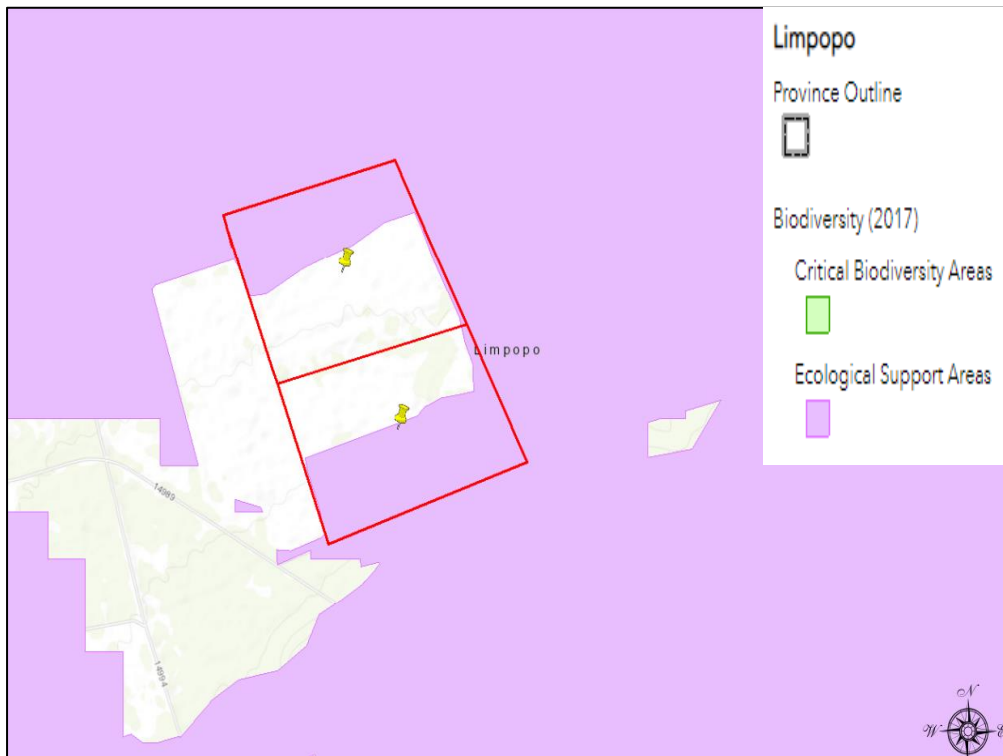 Limpopo
Province Outline
Biodiversity (2017)
Critical Biodiversity Areas
Ecological Support Areas
Limpopo
14989
14994
N
W
E
S